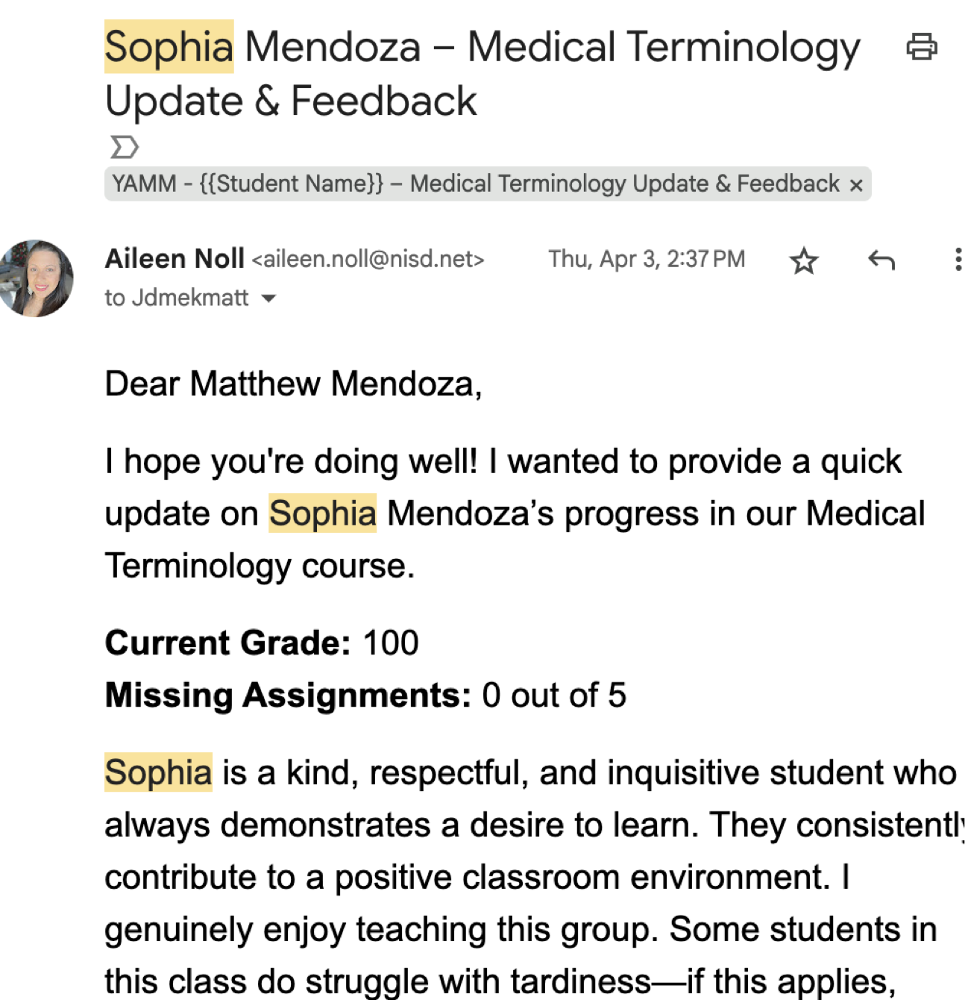 Sophia Mendoza – Medical Terminology
Update & Feedback
YAMM - {{Student Name}} – Medical Terminology Update & Feedback ×
Aileen Noll <aileen.noll@nisd.net> Thu, Apr 3, 2:37 PM
to Jdmekmatt
Dear Matthew Mendoza,
I hope you're doing well! I wanted to provide a quick
update on Sophia Mendoza’s progress in our Medical
Terminology course.
Current Grade: 100
Missing Assignments: 0 out of 5
Sophia is a kind, respectful, and inquisitive student who
always demonstrates a desire to learn. They consistently
contribute to a positive classroom environment. I
genuinely enjoy teaching this group. Some students in
this class do struggle with tardiness—if this applies,